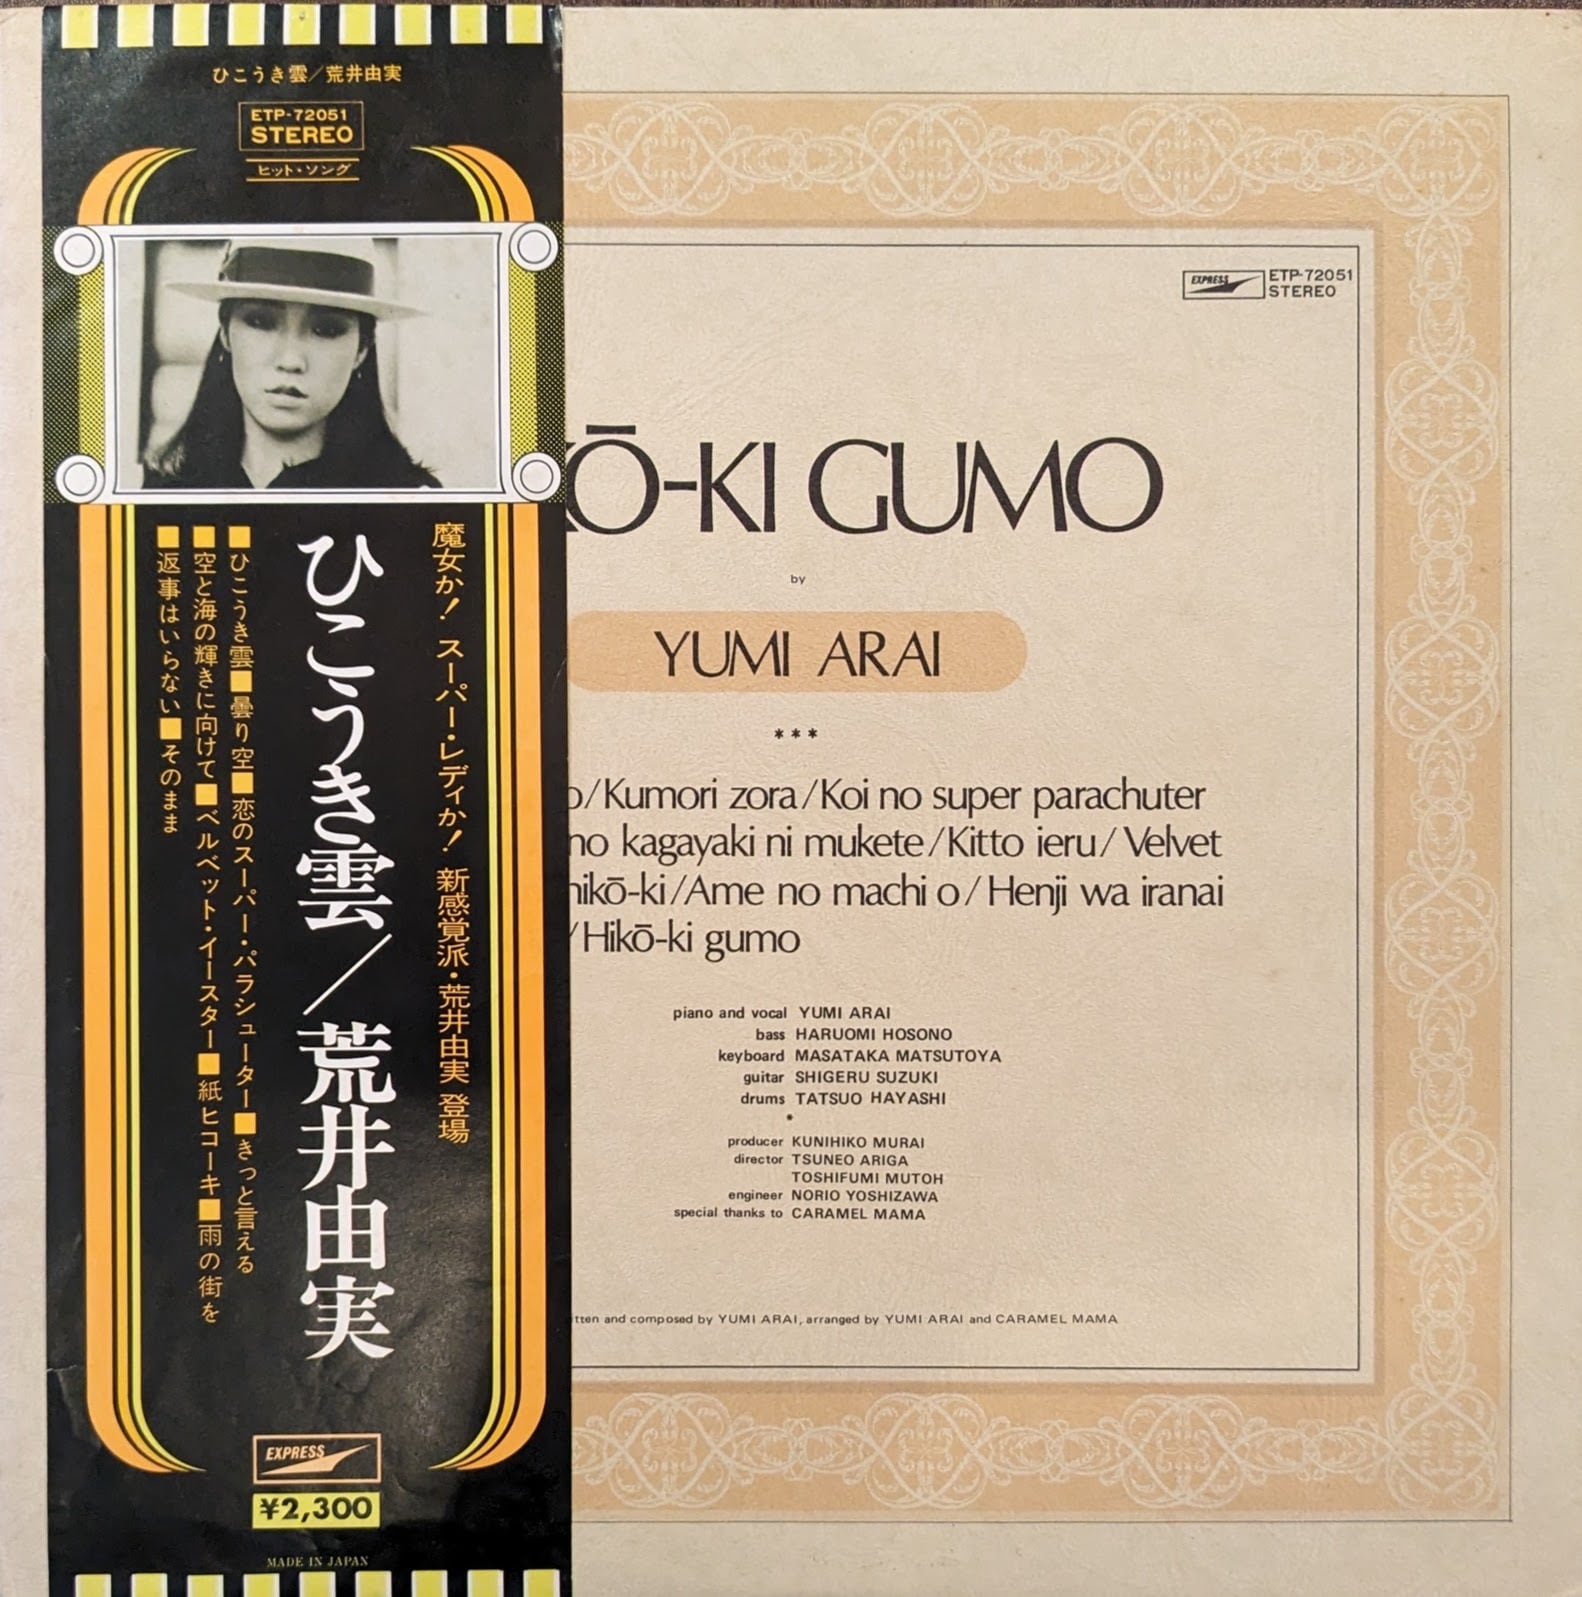 ひこうき雲／荒井由実
ETP-72051
STEREO
ヒット・ソング
魔女か！スーパー・レディか！新感覚派・荒井由実 登場
ひこうき雲／荒井由実
■ひこうき雲■曇り空■恋のスーパー・パラシューター■きっと言える
■空と海の輝きに向けて■ベルベット・イースター■紙ヒコーキ■雨の街を
■返事はいらない■そのまま
EXPRESS
¥2,300
MADE IN JAPAN
EXPRESS
ETP-72051
STEREO
KŌ-KI GUMO
by
YUMI ARAI
***
o/Kumori zora/Koi no super parachuter
no kagayaki ni mukete/Kitto ieru/Velvet
hikō-ki/Ame no machi o/Henji wa iranai
/Hikō-ki gumo
piano and vocal YUMI ARAI
bass HARUOMI HOSONO
keyboard MASATAKA MATSUTOYA
guitar SHIGERU SUZUKI
drums TATSUO HAYASHI
*
producer KUNIHIKO MURAI
director TSUNEO ARIGA
TOSHIFUMI MUTOH
engineer NORIO YOSHIZAWA
special thanks to CARAMEL MAMA
tten and composed by YUMI ARAI, arranged by YUMI ARAI and CARAMEL MAMA